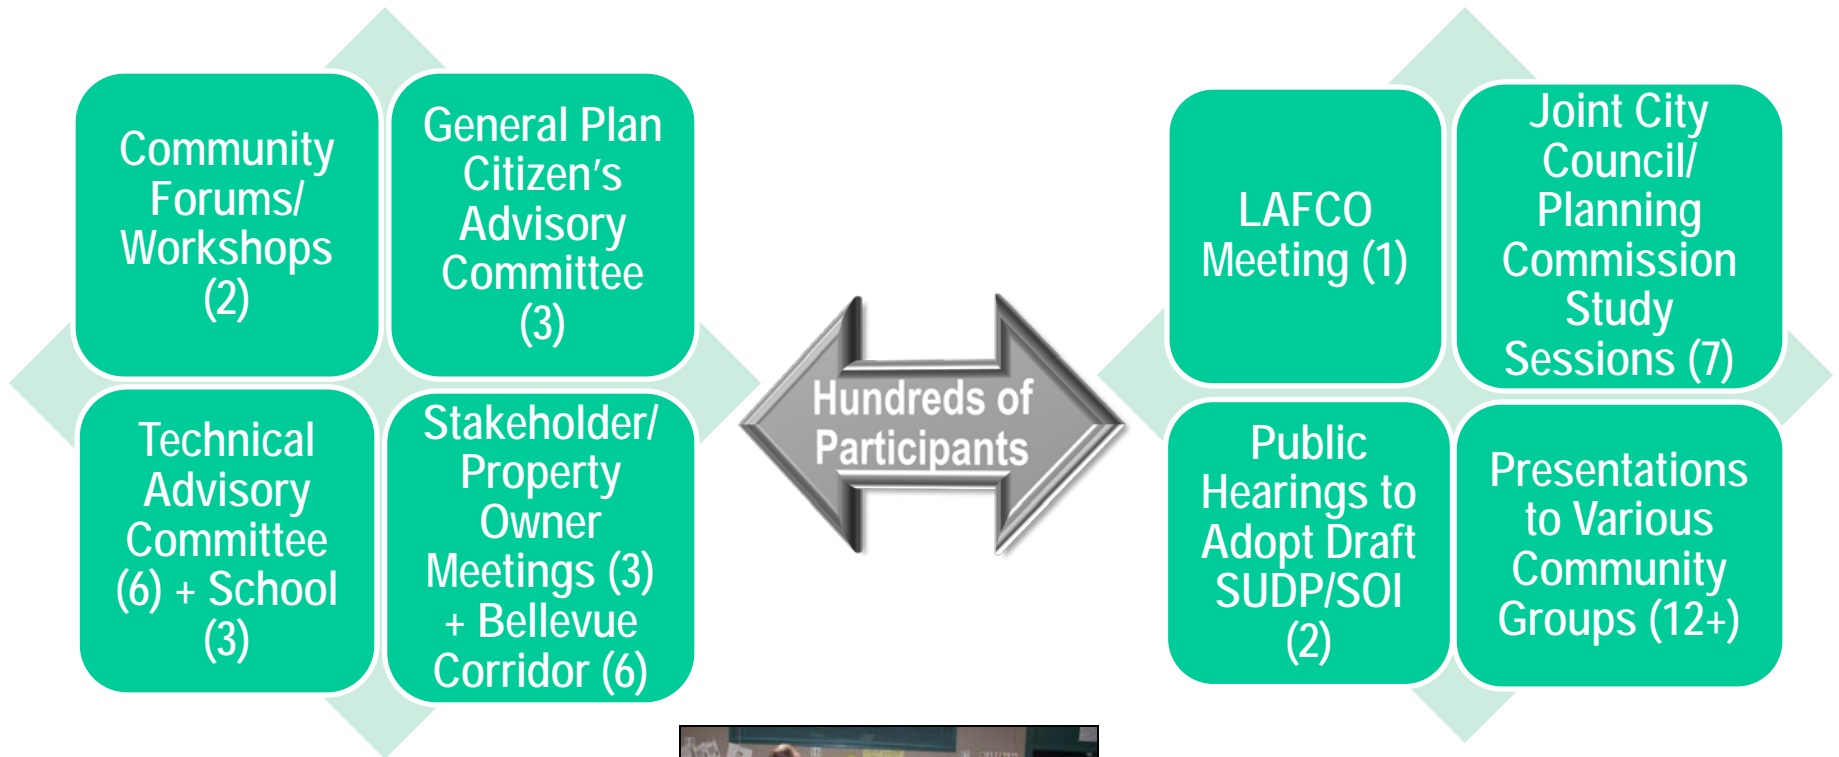 Community
Forums/
Workshops
(2)
General Plan
Citizen’s
Advisory
Committee
(3)
Technical
Advisory
Committee
(6) + School
(3)
Stakeholder/
Property
Owner
Meetings (3)
+ Bellevue
Corridor (6)
Hundreds of
Participants
LAFCO
Meeting (1)
Joint City
Council/
Planning
Commission
Study
Sessions (7)
Public
Hearings to
Adopt Draft
SUDP/SOI
(2)
Presentations
to Various
Community
Groups (12+)